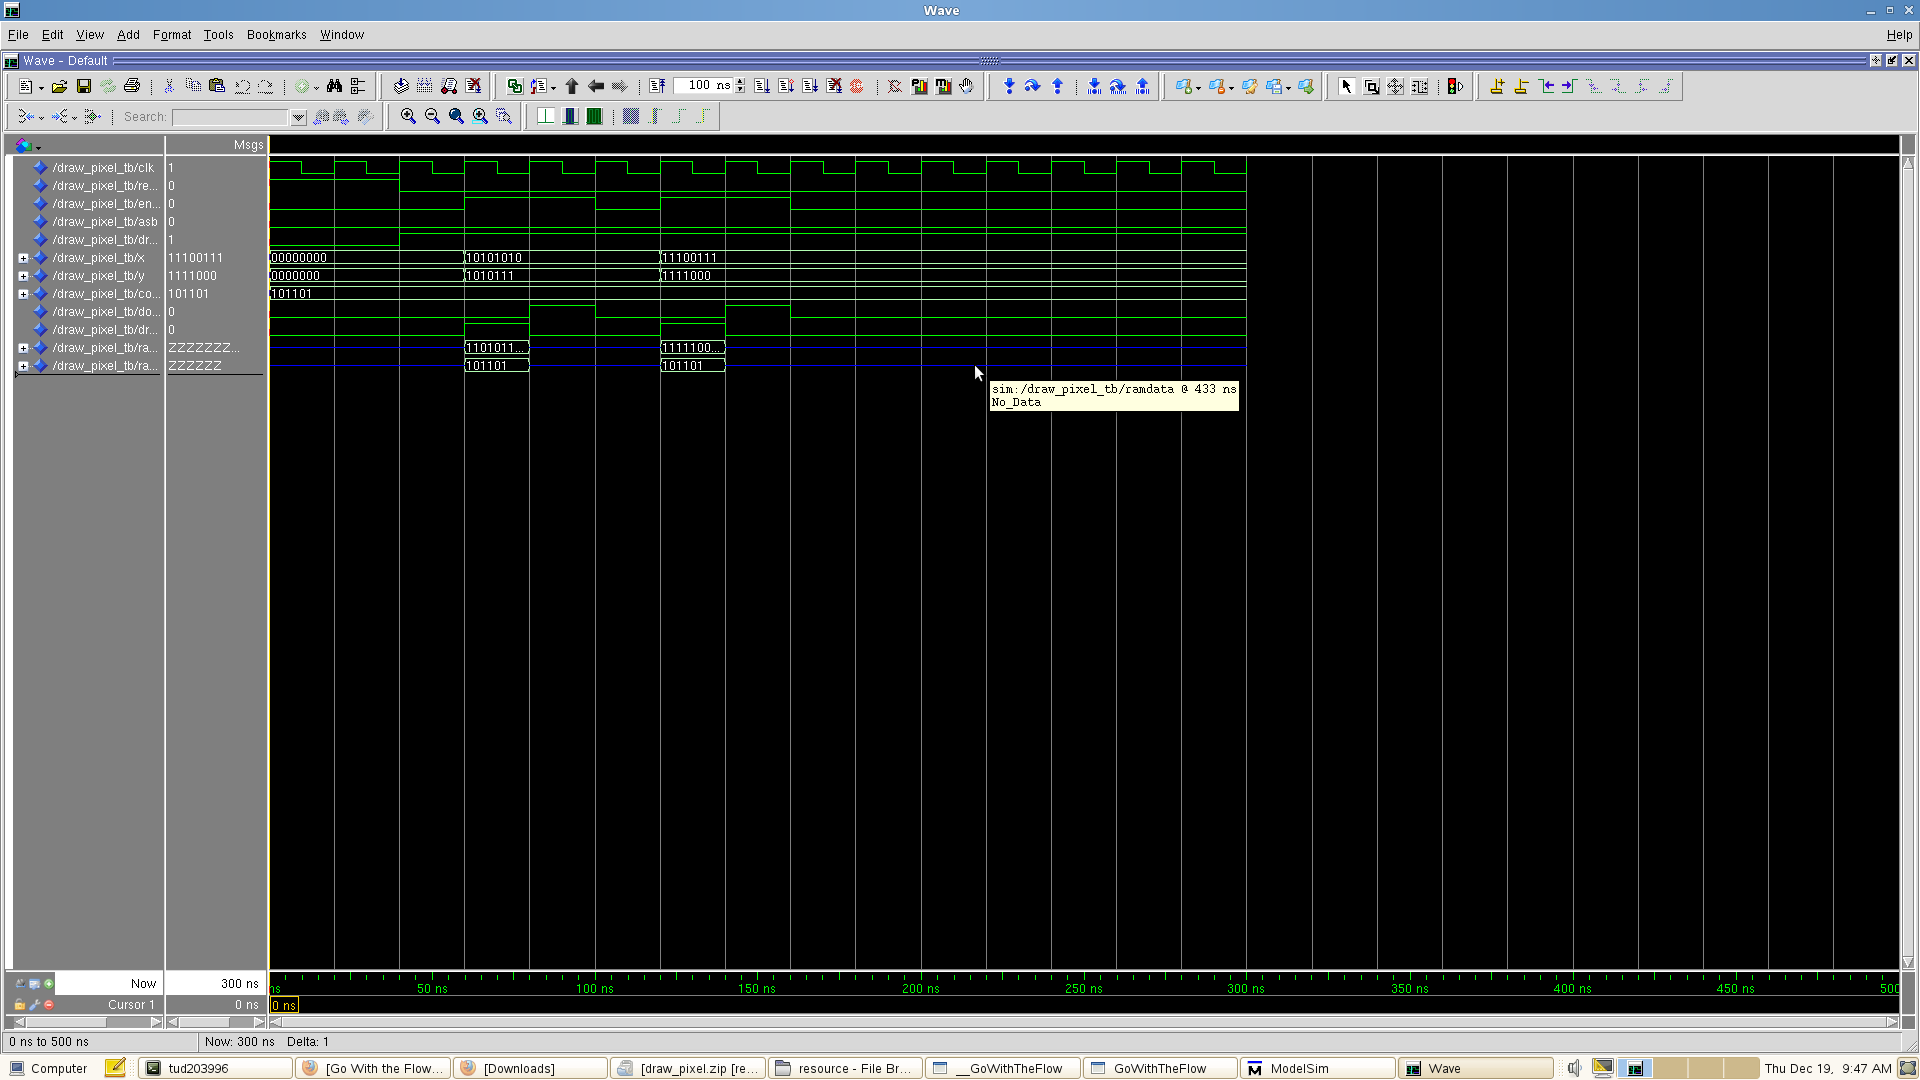 Wave
File Edit View Add Format Tools Bookmarks Window Help
Wave - Default
100 ns
Search:
Msgs
/draw_pixel_tb/clk 1
/draw_pixel_tb/re... 0
/draw_pixel_tb/en... 0
/draw_pixel_tb/asb 0
/draw_pixel_tb/dr... 1
/draw_pixel_tb/x 11100111 00000000 10101010 11100111
/draw_pixel_tb/y 1111000 0000000 1010111 1111000
/draw_pixel_tb/co... 101101 101101
/draw_pixel_tb/do... 0
/draw_pixel_tb/dr... 0
/draw_pixel_tb/ra... ZZZZZZZ... 1101011... 1111100...
/draw_pixel_tb/ra... ZZZZZZ 101101 101101
sim:/draw_pixel_tb/ramdata @ 433 ns
No_Data
Now 300 ns ns 50 ns 100 ns 150 ns 200 ns 250 ns 300 ns 350 ns 400 ns 450 ns 500
Cursor 1 0 ns 0 ns
0 ns to 500 ns Now: 300 ns Delta: 1
Computer tud203996 [Go With the Flow... [Downloads] [draw_pixel.zip [re... resource - File Br... __GoWithTheFlow GoWithTheFlow ModelSim Wave Thu Dec 19, 9:47 AM